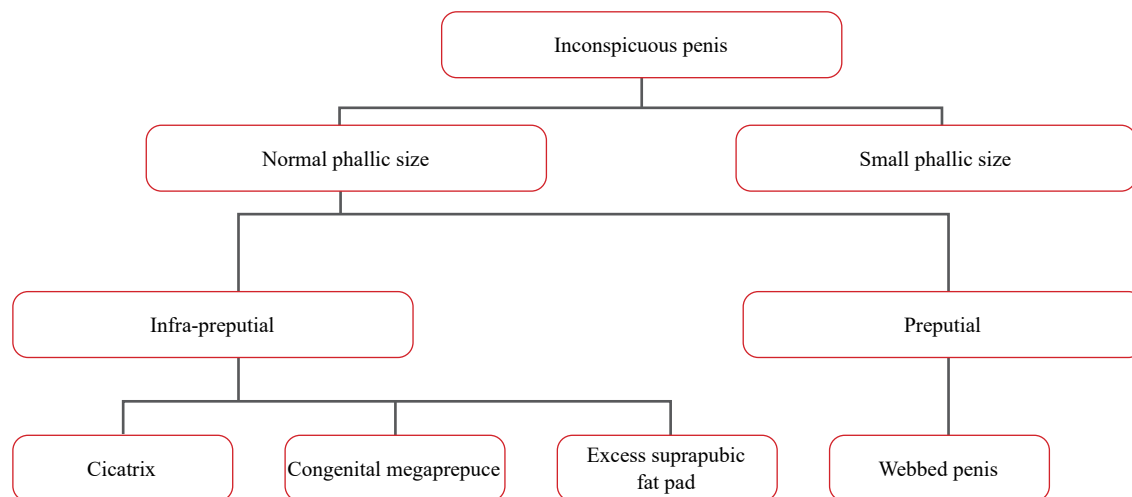 Inconspicuous penis
Normal phallic size
Small phallic size
Infra-preputial
Preputial
Cicatrix
Congenital megaprepuce
Excess suprapubic
fat pad
Webbed penis